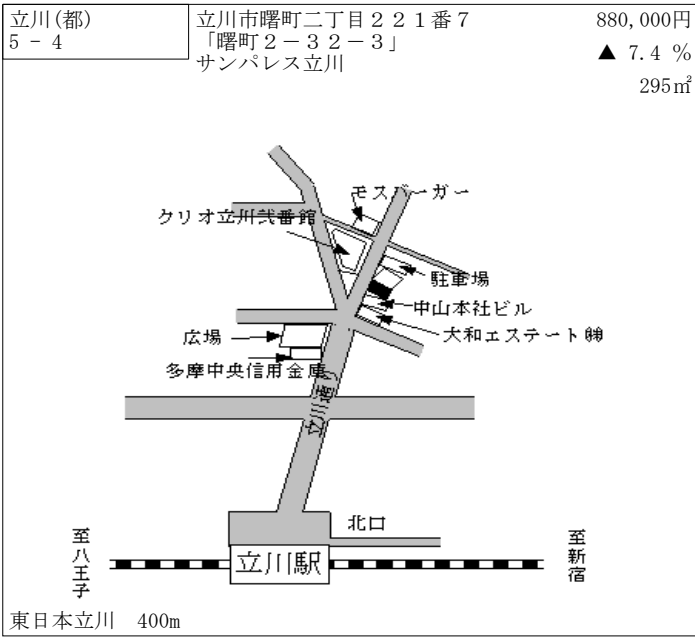 立川(都)
5 - 4
立川市曙町二丁目２２１番７
「曙町２－３２－３」
サンパレス立川
880,000円
▲ 7.4 %
295㎡
モスバーガー
クリオ立川弐番館
駐車場
中山本社ビル
大和エステート㈱
広場
多摩中央信用金庫
立川通り
北口
至八王子
立川駅
至新宿
東日本立川 400m